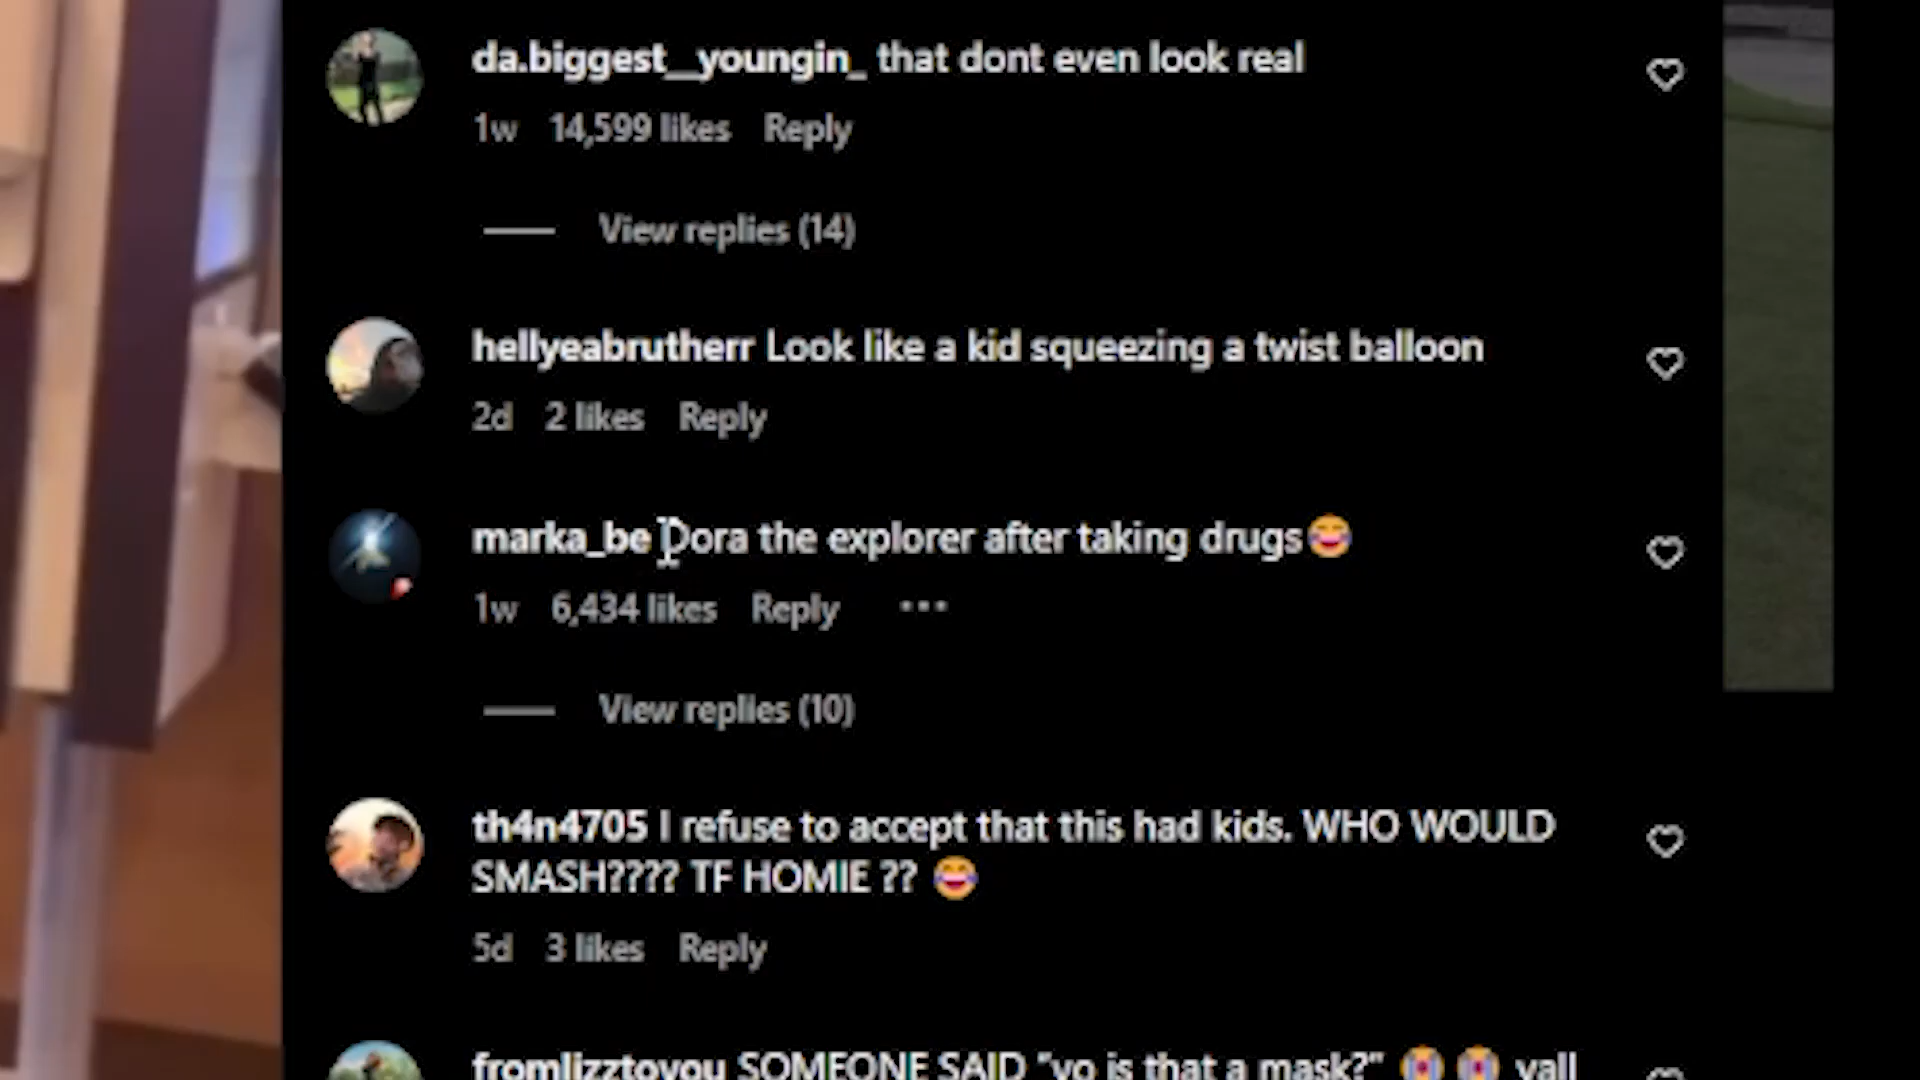 da.biggest__youngin_ that dont even look real
1w 14,599 likes Reply
View replies (14)
hellyeabrutherr Look like a kid squeezing a twist balloon
2d 2 likes Reply
marka_be Dora the explorer after taking drugs😂
1w 6,434 likes Reply •••
View replies (10)
th4n4705 I refuse to accept that this had kids. WHO WOULD
SMASH???? TF HOMIE ?? 😂
5d 3 likes Reply
fromlizztoyou SOMEONE SAID "yo is that a mask?" 😭😭 yall